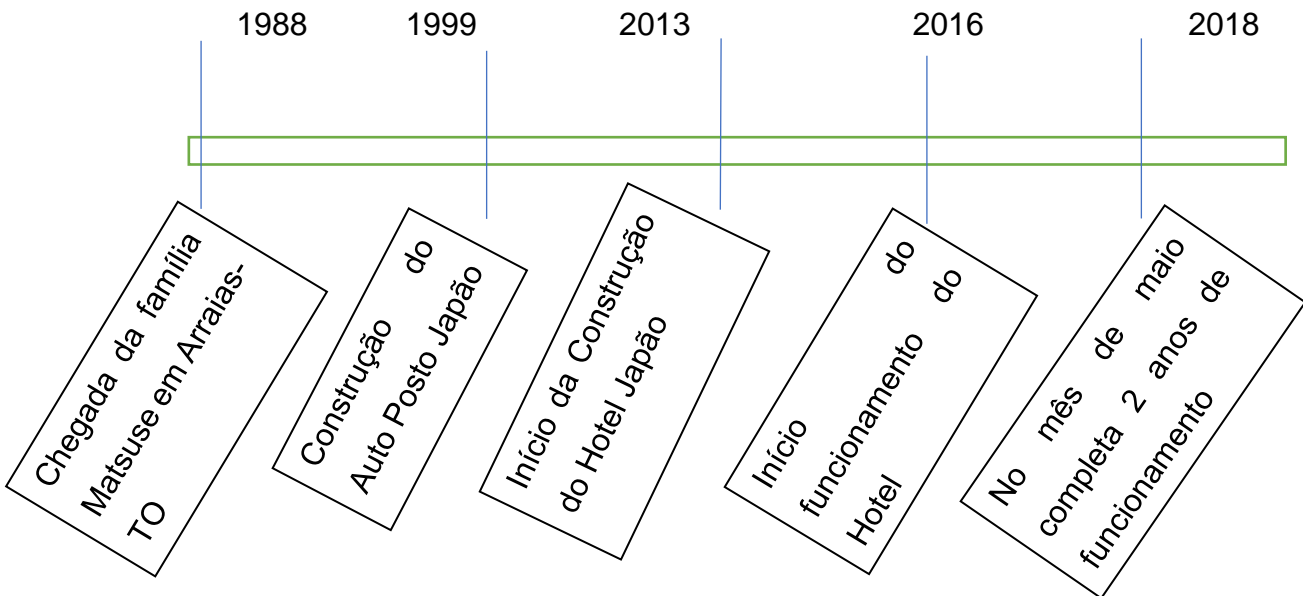 1988 1999 2013 2016 2018
Chegada da família
Matsuse em Arraias-
TO
Construção do
Auto Posto Japão
Início da Construção
do Hotel Japão
Início do
funcionamento do
Hotel
No mês de maio
completa 2 anos de
funcionamento